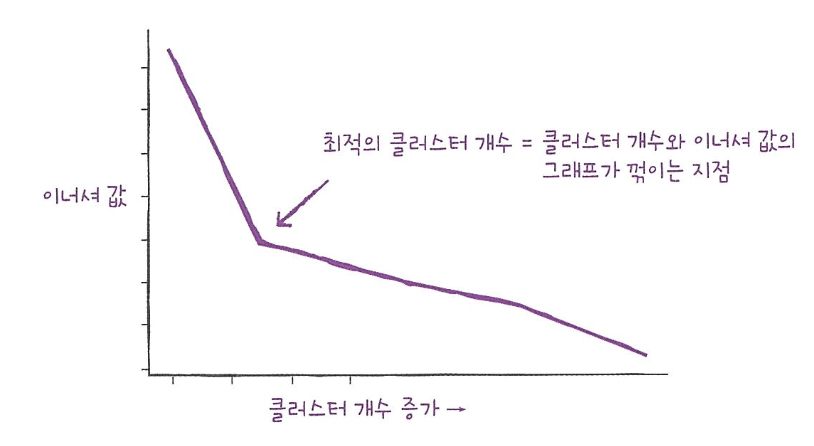 최적의 클러스터 개수 = 클러스터 개수와 이너셔 값의
그래프가 꺾이는 지점
이너셔 값
클러스터 개수 증가 →